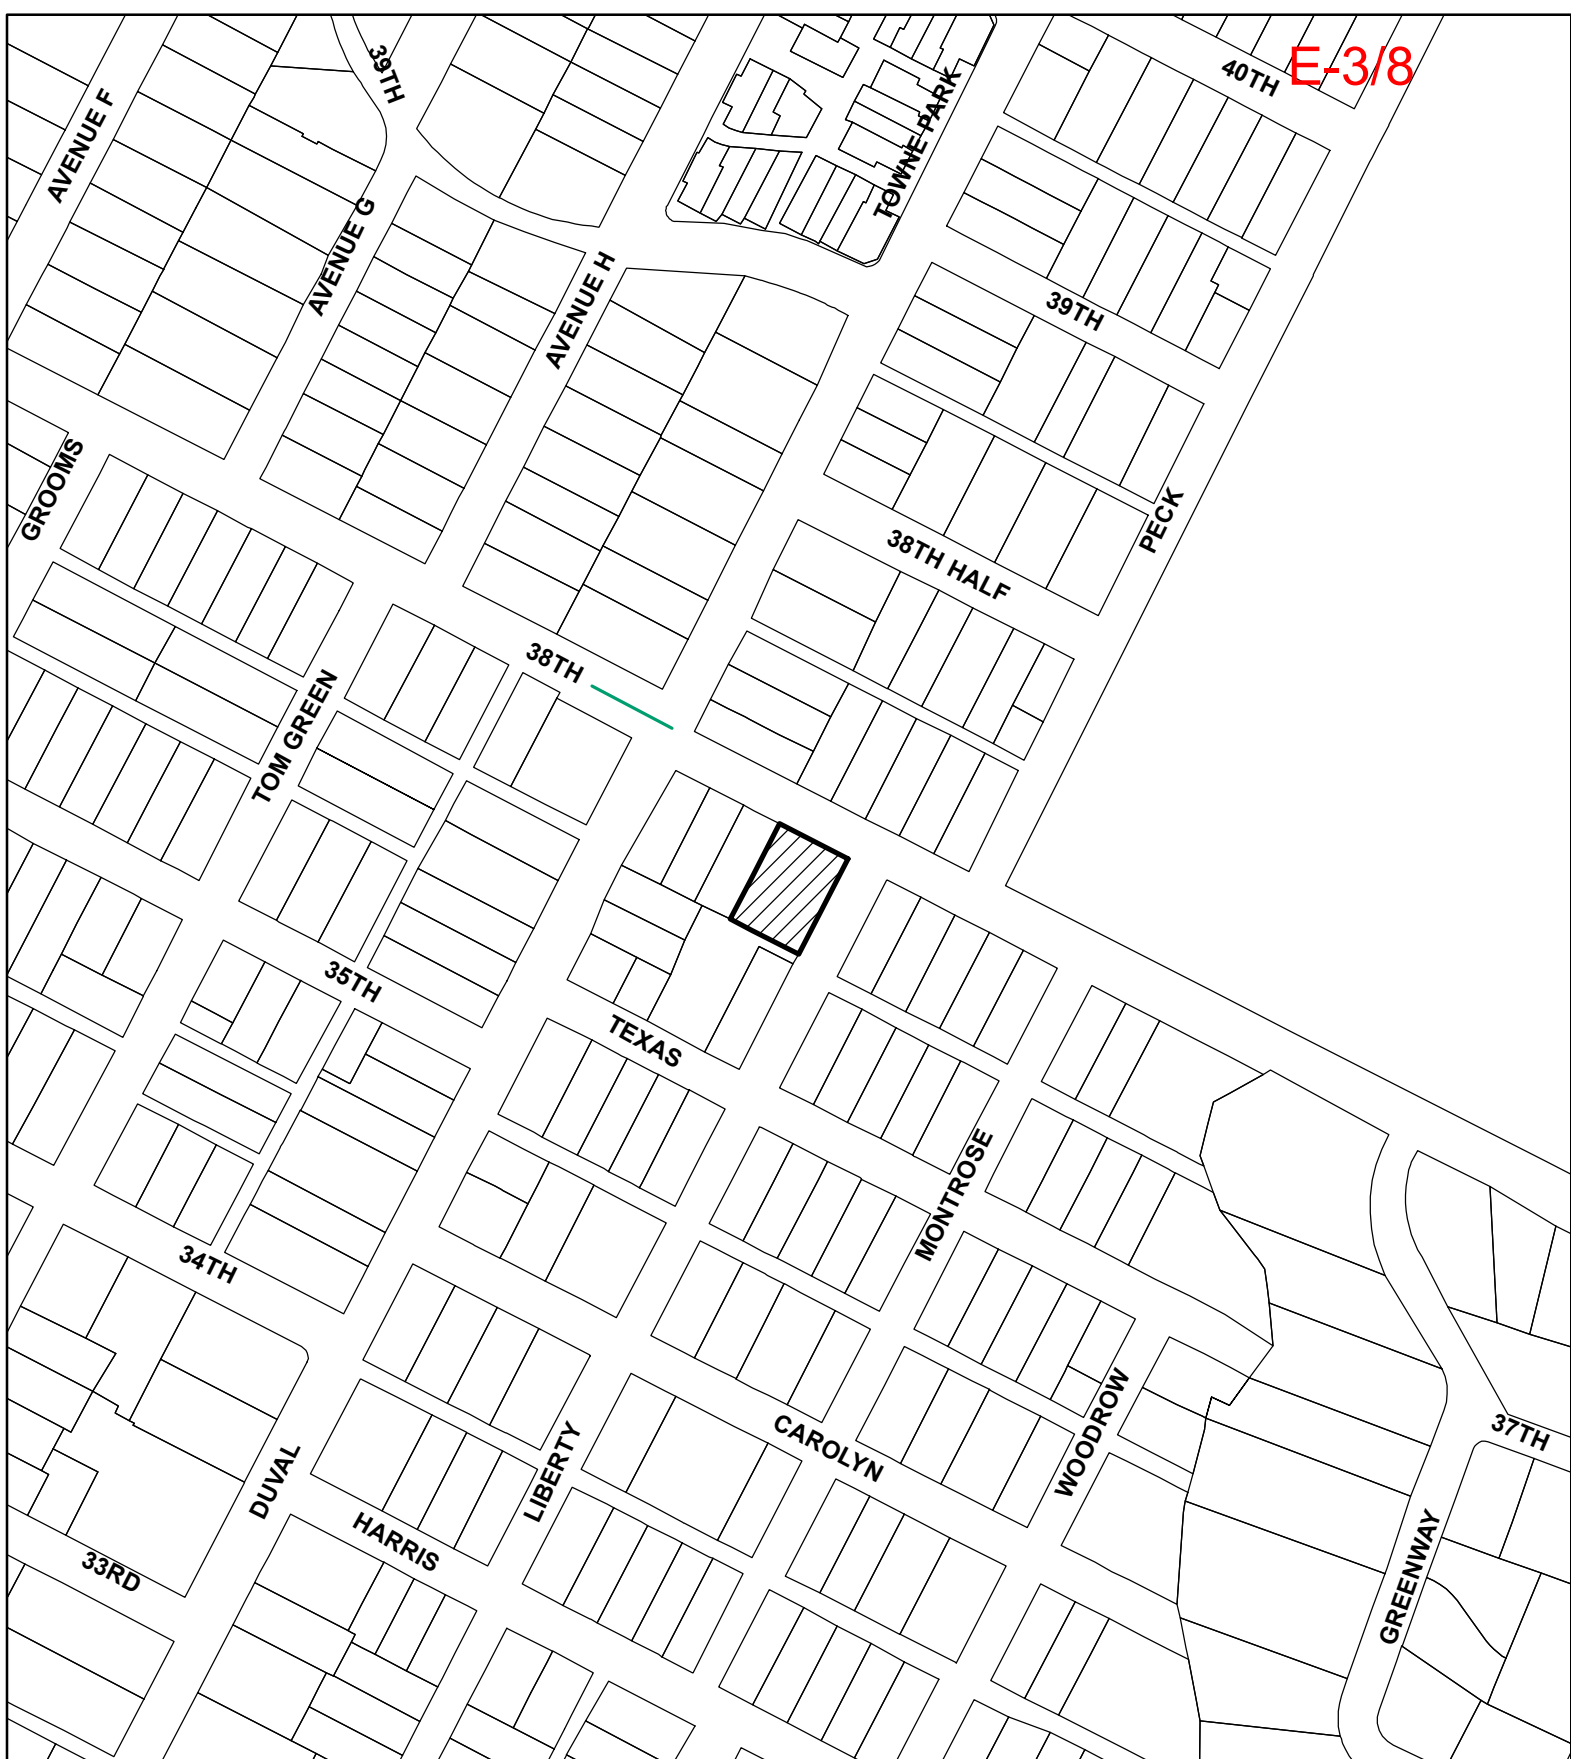 39TH
E-3/8
40TH
AVENUE F
TOWNE PARK
AVENUE G
AVENUE H
39TH
GROOMS
PECK
38TH HALF
38TH
TOM GREEN
35TH
TEXAS
MONTROSE
34TH
WOODROW
37TH
CAROLYN
DUVAL
LIBERTY
HARRIS
33RD
GREENWAY